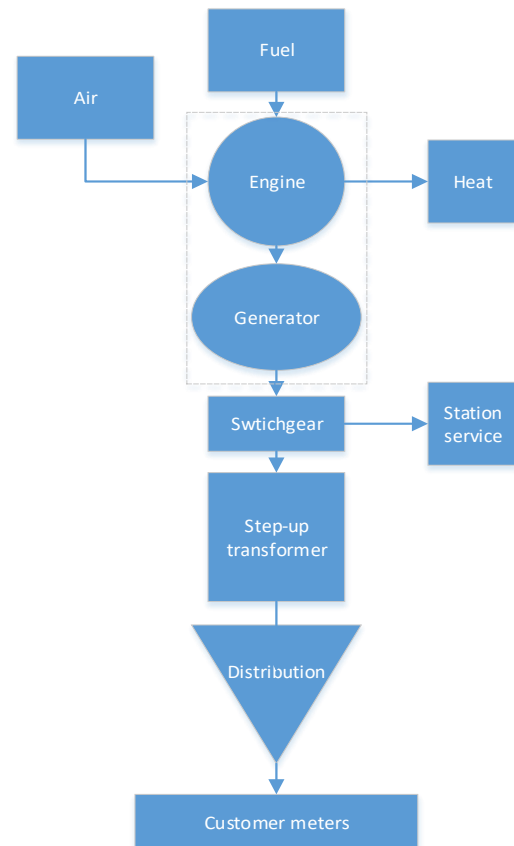 Fuel
Air
Engine
Heat
Generator
Swtichgear
Station
service
Step-up
transformer
Distribution
Customer meters